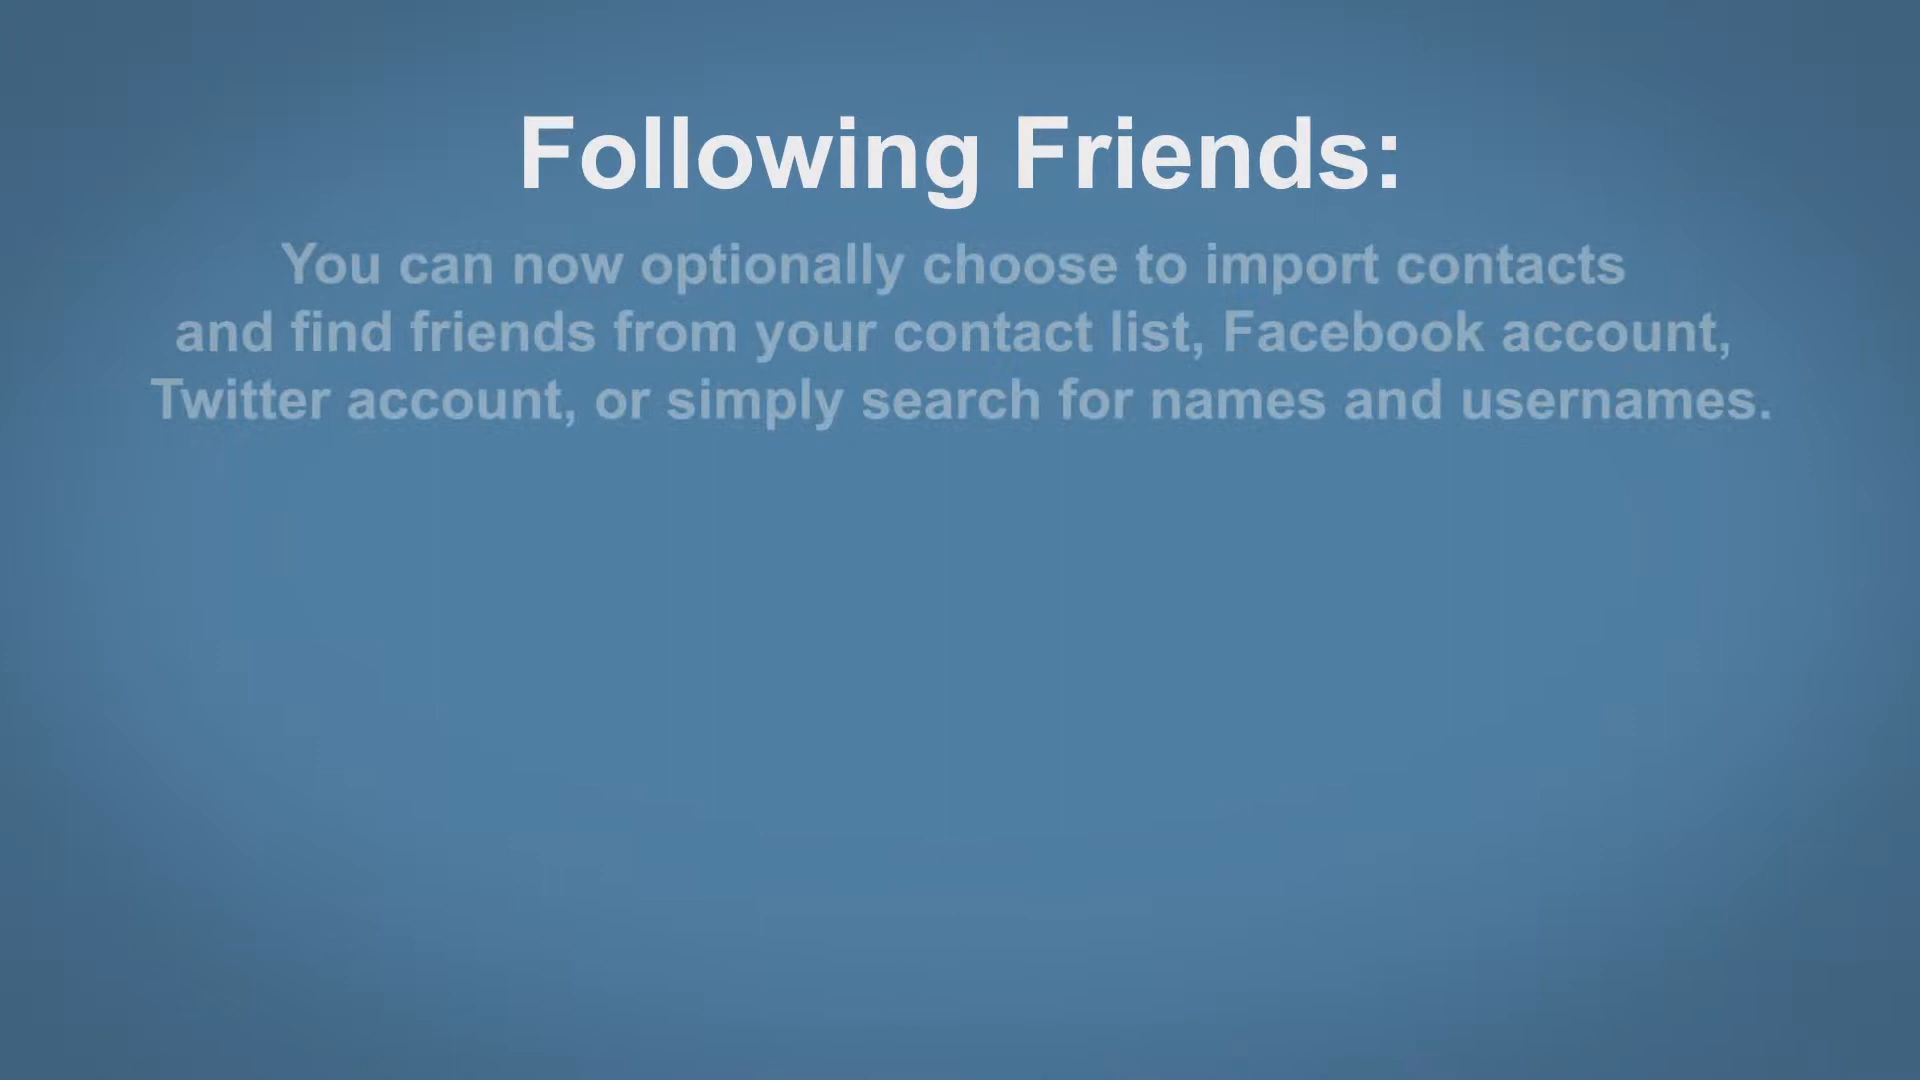 Following Friends:
You can now optionally choose to import contacts
and find friends from your contact list, Facebook account,
Twitter account, or simply search for names and usernames.